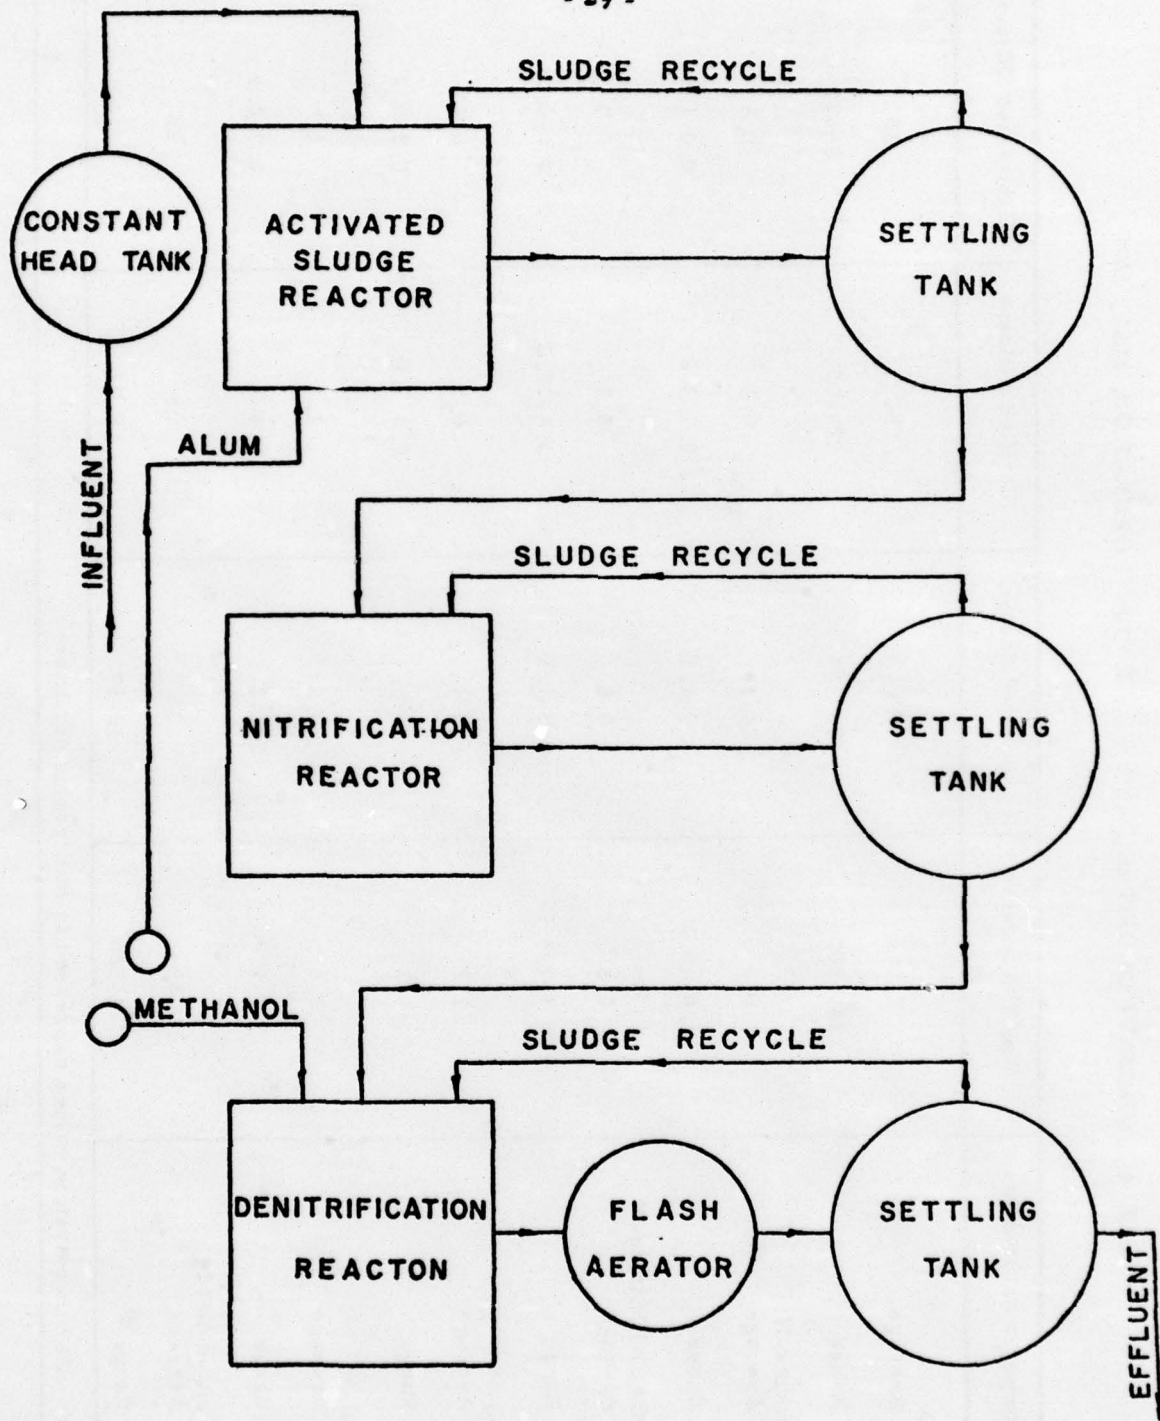 SLUDGE RECYCLE
CONSTANT
HEAD TANK
ACTIVATED
SLUDGE
REACTOR
SETTLING
TANK
INFLUENT
ALUM
SLUDGE RECYCLE
NITRIFICATION
REACTOR
SETTLING
TANK
METHANOL
SLUDGE RECYCLE
DENITRIFICATION
REACTON
FLASH
AERATOR
SETTLING
TANK
EFFLUENT